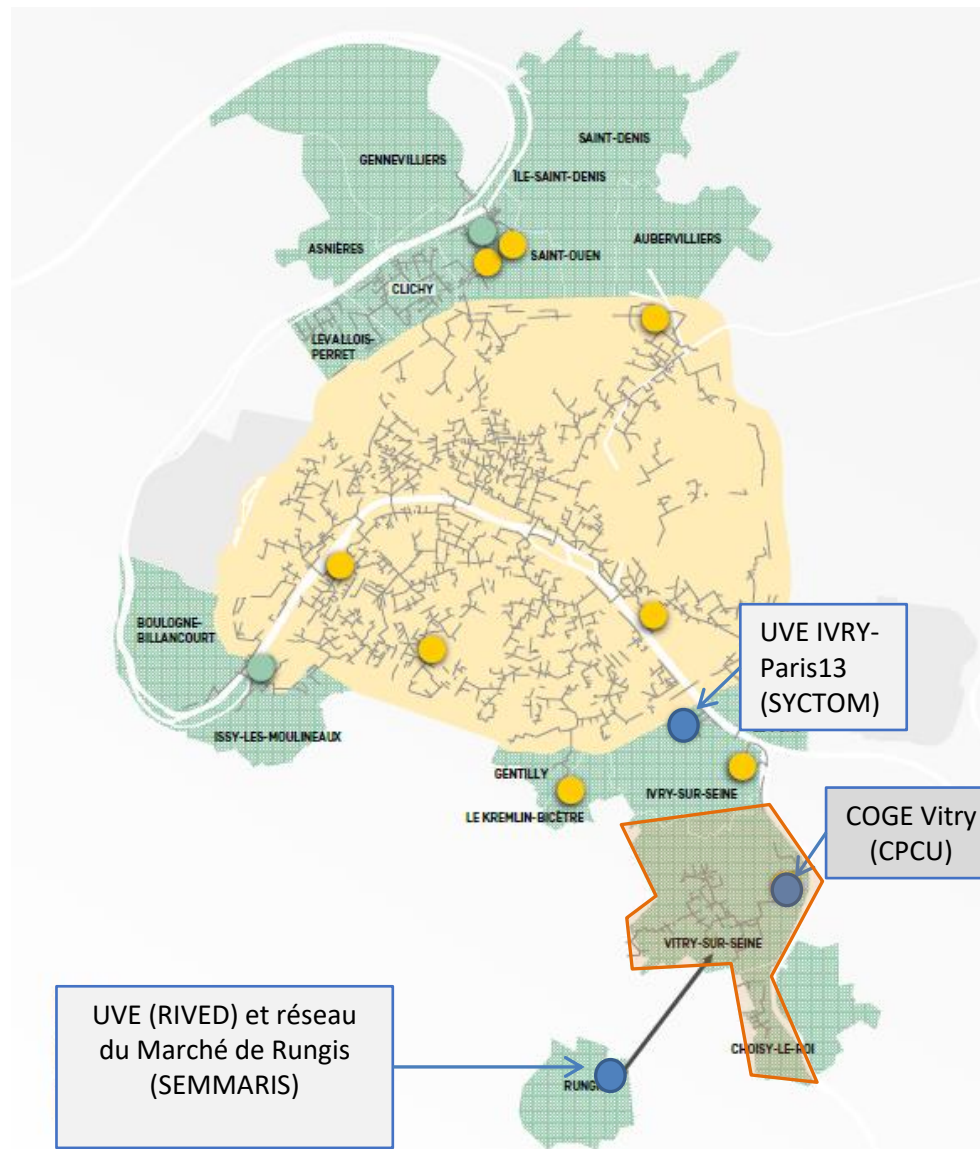 SAINT-DENIS
GENNEVILLIERS
ÎLE-SAINT-DENIS
ASNIÈRES
AUBERVILLIERS
SAINT-OUEN
CLICHY
LEVALLOIS-
PERRET
BOULOGNE-
BILLANCOURT
UVE IVRY-
Paris13
(SYCTOM)
ISSY-LES-MOULINEAUX
GENTILLY
IVRY-SUR-SEINE
LE KREMLIN-BICÊTRE
COGE Vitry
(CPCU)
VITRY-SUR-SEINE
UVE (RIVED) et réseau
du Marché de Rungis
(SEMMARIS)
CHOISY-LE-ROI
RUNGI